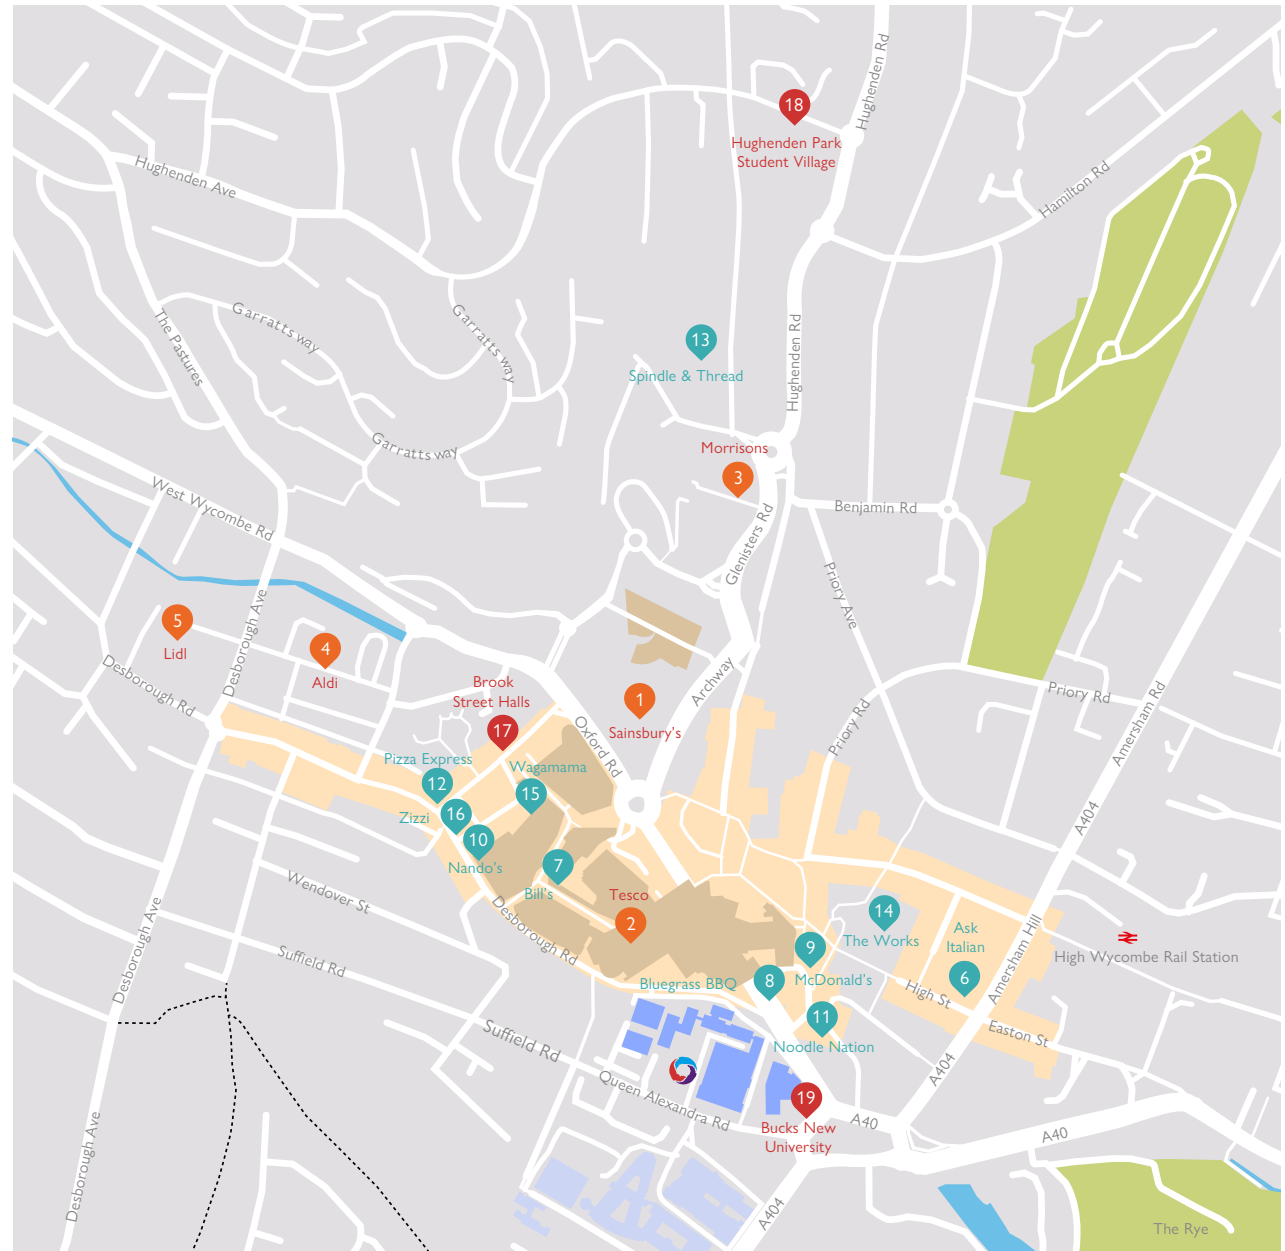 18
Hughenden Park
Student Village
Hughenden Rd
Hughenden Ave
Hamilton Rd
The Pastures
Garratts way
Garratts way
Garratts way
13
Spindle & Thread
Hughenden Rd
Morrisons
3
West Wycombe Rd
Glenisters Rd
Benjamin Rd
Priory Ave
5
Lidl
4
Aldi
Desborough Ave
Desborough Rd
Brook
Street Halls
17
1
Sainsbury's
Archway
Oxford Rd
Priory Rd
Priory Rd
Amersham Rd
A404
Pizza Express
12
Wagamama
15
Zizzi
16
10
Nando's
7
Bill's
Tesco
2
Wendover St
Suffield Rd
Desborough Rd
Desborough Ave
14
The Works
Ask
Italian
6
9
McDonald's
8
Bluegrass BBQ
11
Noodle Nation
High St
Easton St
Amersham Hill
High Wycombe Rail Station
Suffield Rd
Queen Alexandra Rd
19
Bucks New
University
A404
A40
A40
A404
Desborough Ave
The Rye